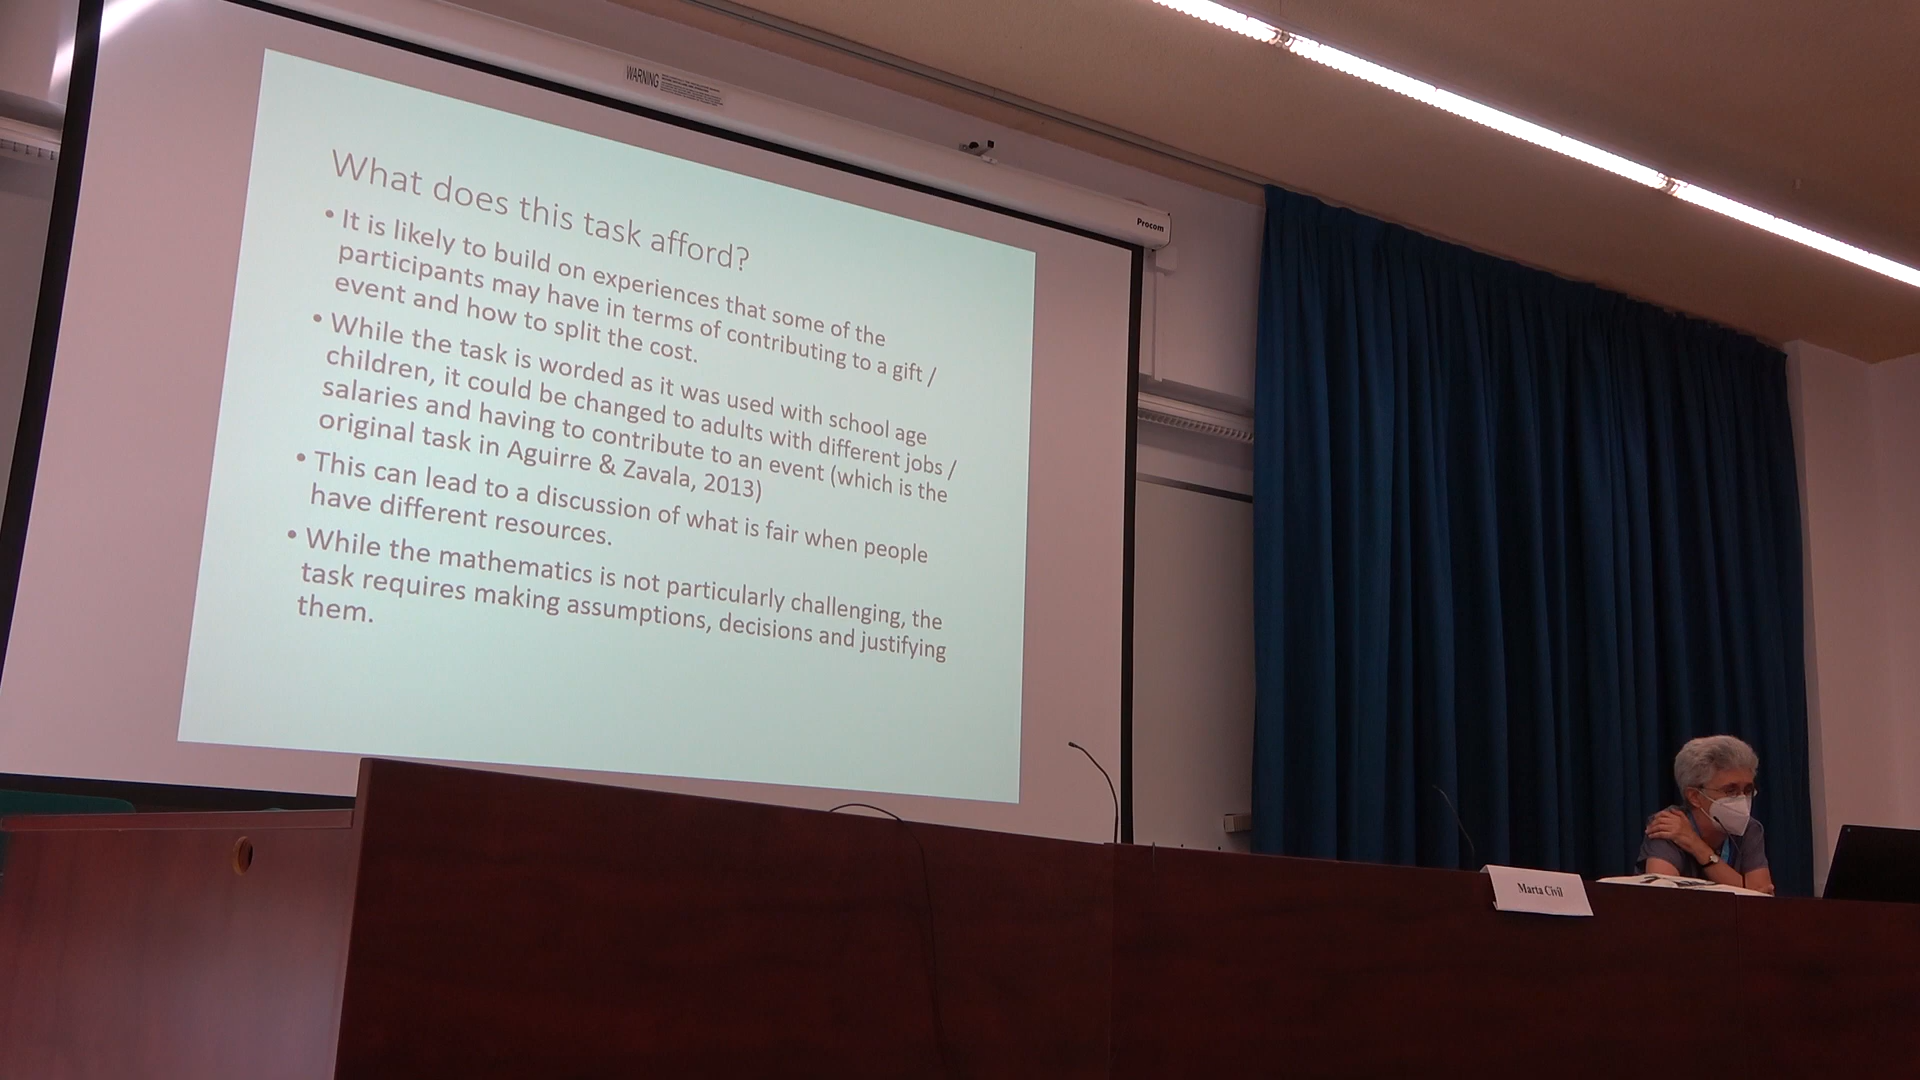 WARNING
Procom
What does this task afford?
• It is likely to build on experiences that some of the
participants may have in terms of contributing to a gift /
event and how to split the cost.
• While the task is worded as it was used with school age
children, it could be changed to adults with different jobs /
salaries and having to contribute to an event (which is the
original task in Aguirre & Zavala, 2013)
• This can lead to a discussion of what is fair when people
have different resources.
• While the mathematics is not particularly challenging, the
task requires making assumptions, decisions and justifying
them.
Marta Civil